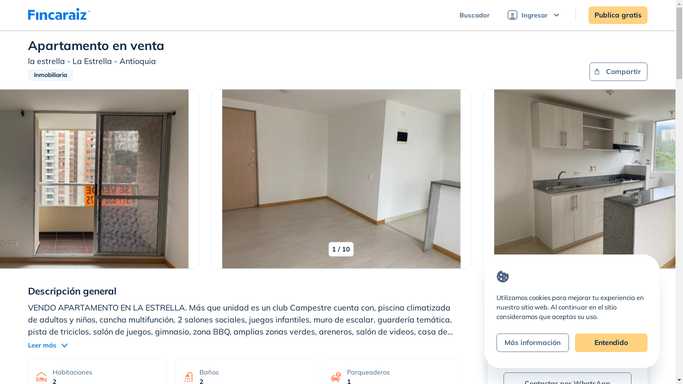 Fincaraiz
Buscador
Ingresar
Publica gratis
Apartamento en venta
la estrella - La Estrella - Antioquia
Inmobiliaria
Compartir
SE VENDE
1 / 10
Descripción general
VENDO APARTAMENTO EN LA ESTRELLA. Más que unidad es un club Campestre cuenta con, piscina climatizada
de adultos y niños, cancha multifunción, 2 salones sociales, juegos infantiles, muro de escalar, guardería temática,
pista de triciclos, salón de juegos, gimnasio, zona BBQ, amplias zonas verdes, areneros, salón de videos, casa de...
Leer más
Habitaciones
2
Baños
2
Parqueaderos
1
Utilizamos cookies para mejorar tu experiencia en
nuestro sitio web. Al continuar en el sitio
consideramos que aceptas su uso.
Más información
Entendido
Contactar por WhatsApp